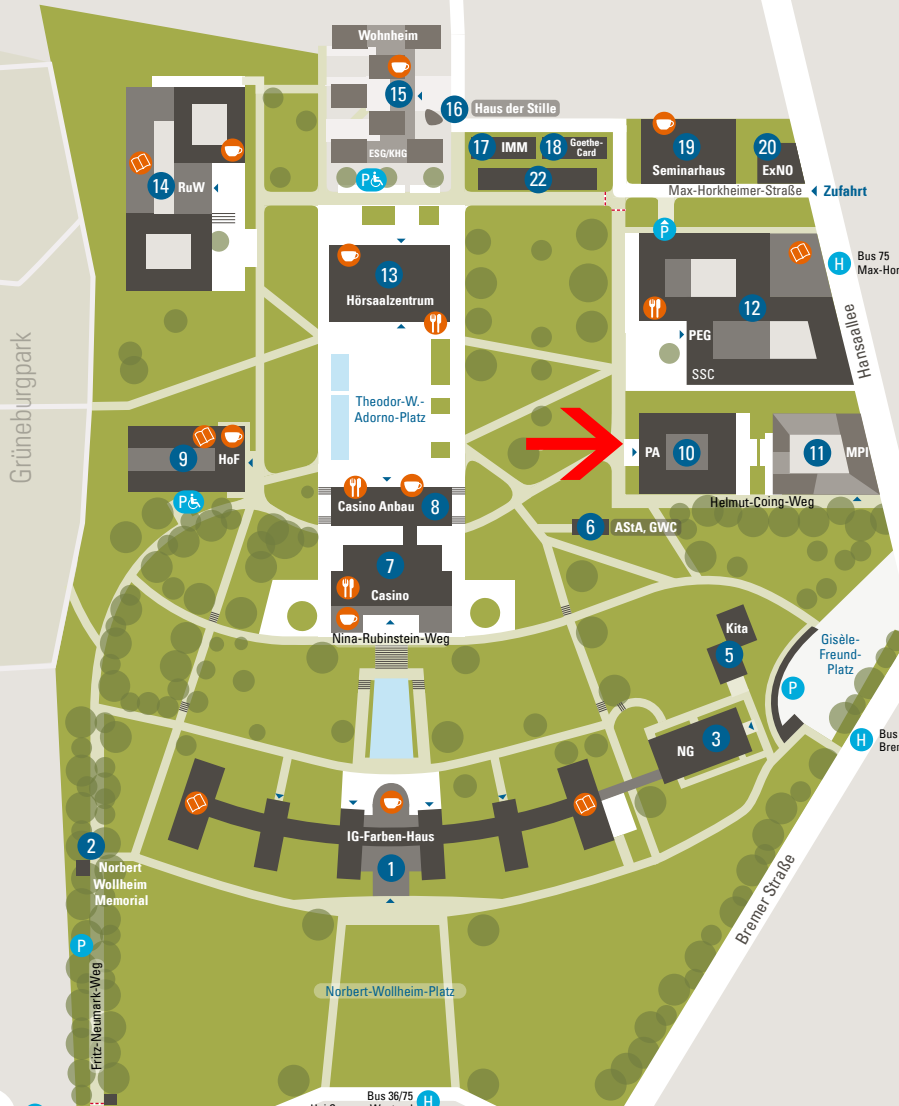 Wohnheim
15
16 Haus der Stille
ESG/KHG
P
17 IMM
18 Goethe-
Card
22
19
Seminarhaus
20
ExNO
Max-Horkheimer-Straße
Zufahrt
14 RuW
13
Hörsaalzentrum
P
H Bus 75
Max-Hor
12
PEG
SSC
Hansaallee
Grüneburgpark
Theodor-W.-
Adorno-Platz
9 HoF
P
PA 10
11 MPI
Helmut-Coing-Weg
Casino Anbau 8
6 AStA, GWC
7
Casino
Nina-Rubinstein-Weg
Kita
5
Gisèle-
Freund-
Platz
P
3
NG
H Bus
Brem
IG-Farben-Haus
1
2
Norbert
Wollheim
Memorial
P
Fritz-Neumark-Weg
Bremer Straße
Norbert-Wollheim-Platz
Bus 36/75
H